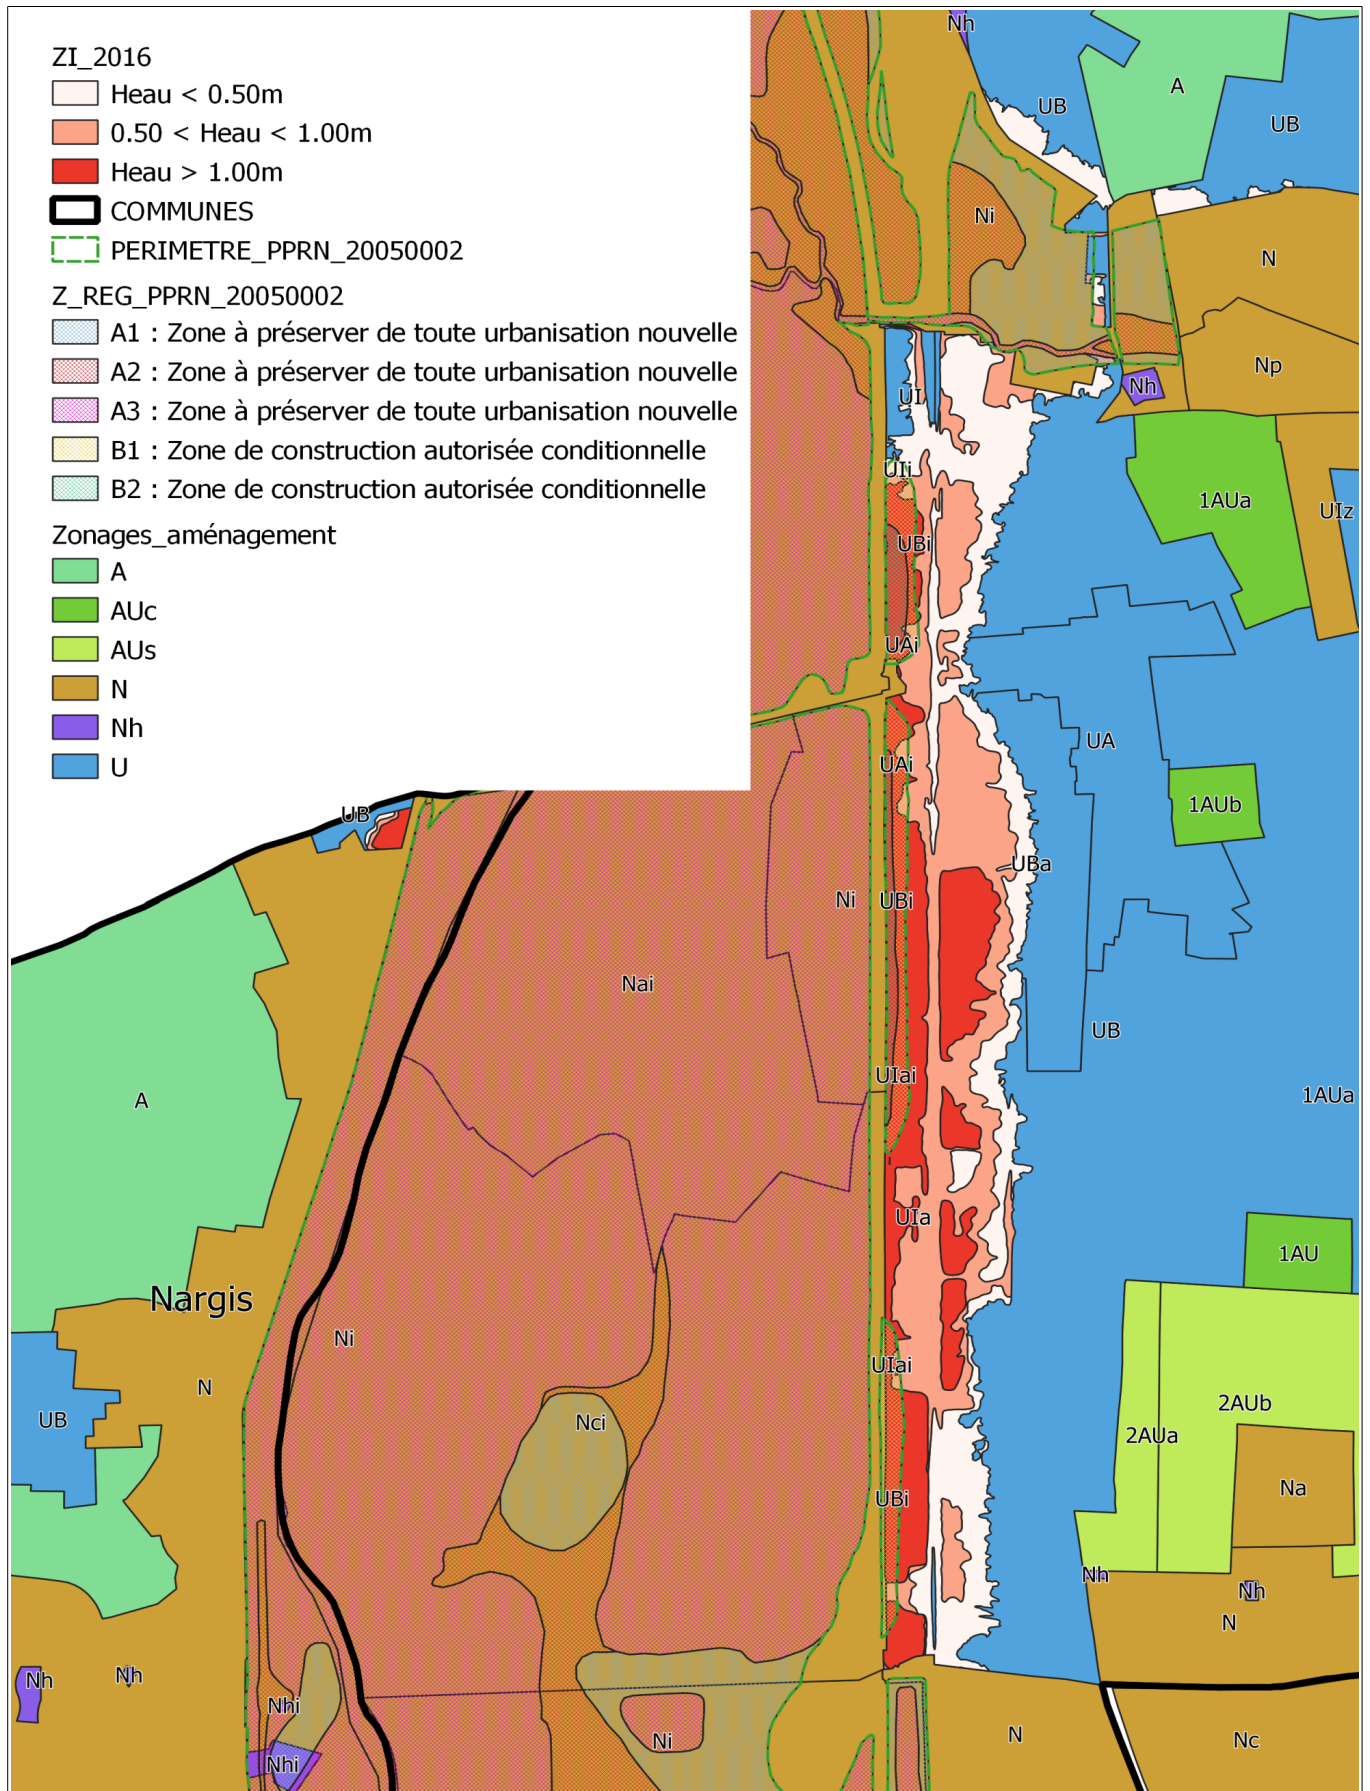 ZI_2016
Heau < 0.50m
0.50 < Heau < 1.00m
Heau > 1.00m
COMMUNES
PERIMETRE_PPRN_20050002
Z_REG_PPRN_20050002
A1 : Zone à préserver de toute urbanisation nouvelle
A2 : Zone à préserver de toute urbanisation nouvelle
A3 : Zone à préserver de toute urbanisation nouvelle
B1 : Zone de construction autorisée conditionnelle
B2 : Zone de construction autorisée conditionnelle
Zonages_aménagement
A
AUc
AUs
N
Nh
U
Nh
A
UB
UB
Ni
N
Np
Nh
UI
UIi
1AUa
UIz
UBi
UAi
UA
UAi
1AUb
UB
UBa
Ni
UBi
Nai
UB
UIai
1AUa
A
UIa
1AU
Nargis
Ni
UIai
N
2AUb
UB
Nci
2AUa
Na
UBi
Nh
Nh
N
Nh
Nh
Nhi
Ni
N
Nc
Nhi